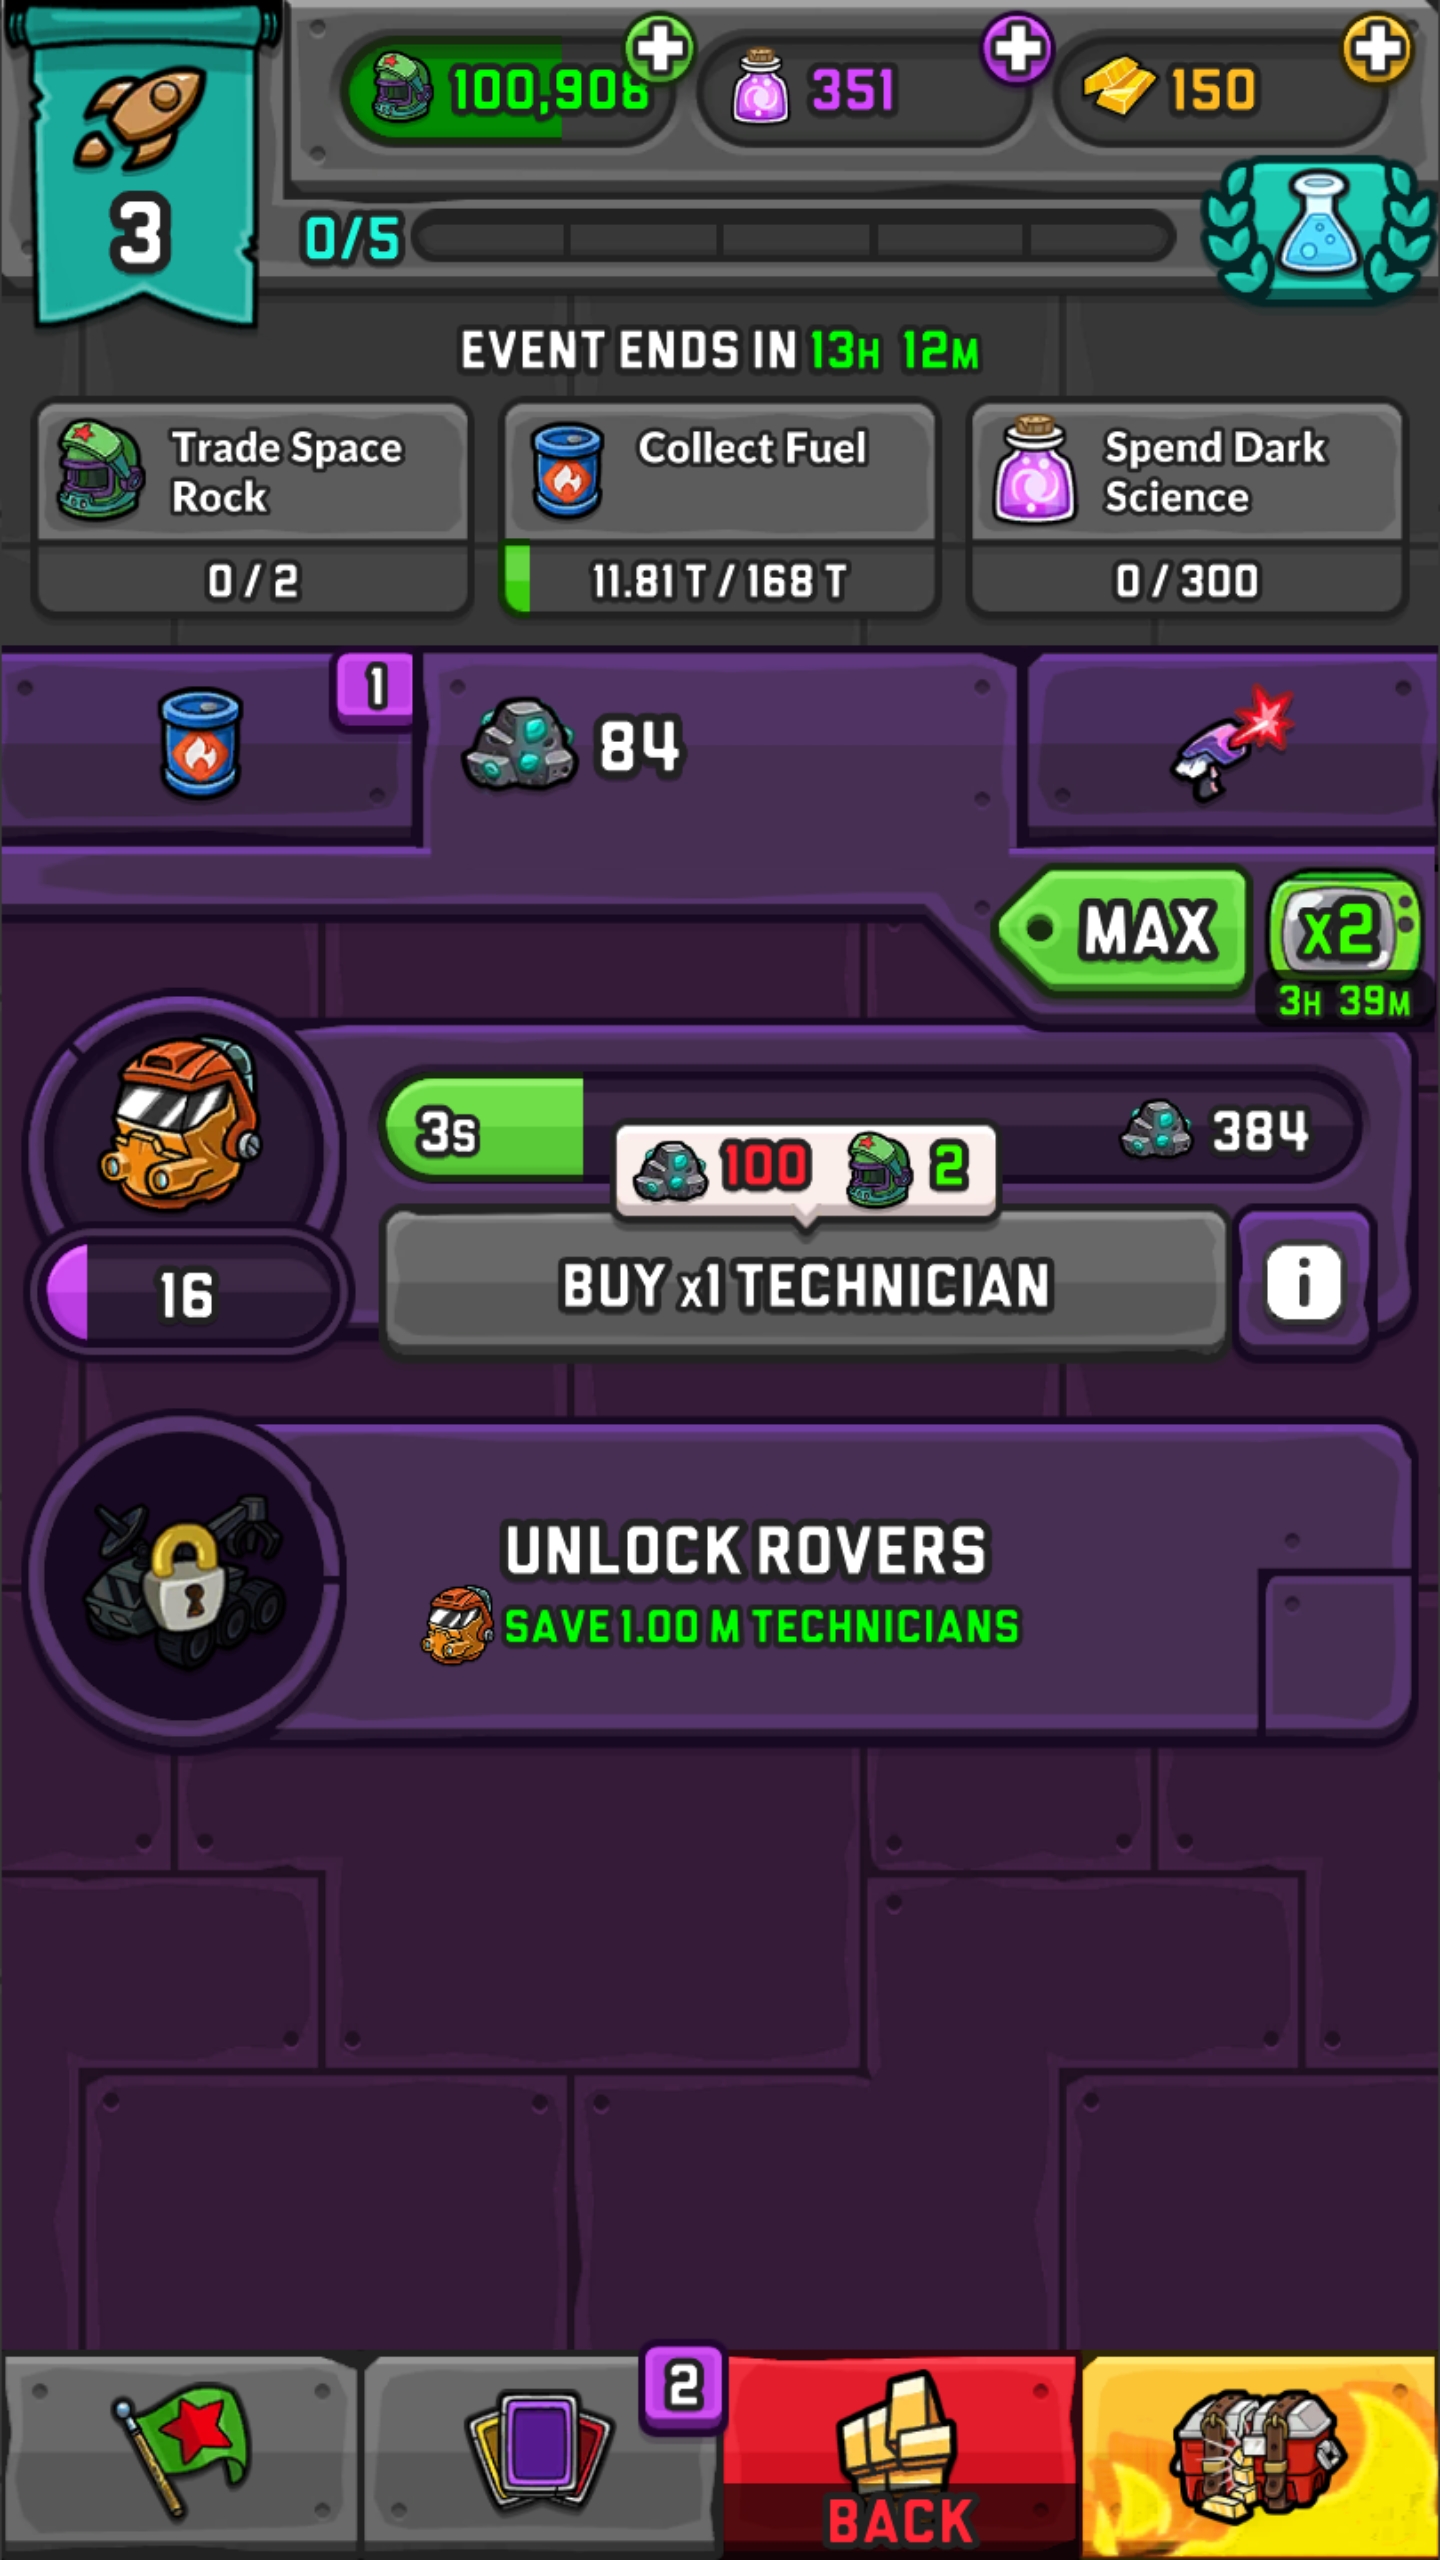 100,908
351
150
3
0/5
EVENT ENDS IN 13H 12M
Trade Space
Rock
Collect Fuel
Spend Dark
Science
0 / 2
11.81 T / 168 T
0 / 300
1
84
MAX
x2
3H 39M
3s
384
100
2
16
BUY x1 TECHNICIAN
i
UNLOCK ROVERS
SAVE 1.00 M TECHNICIANS
2
BACK